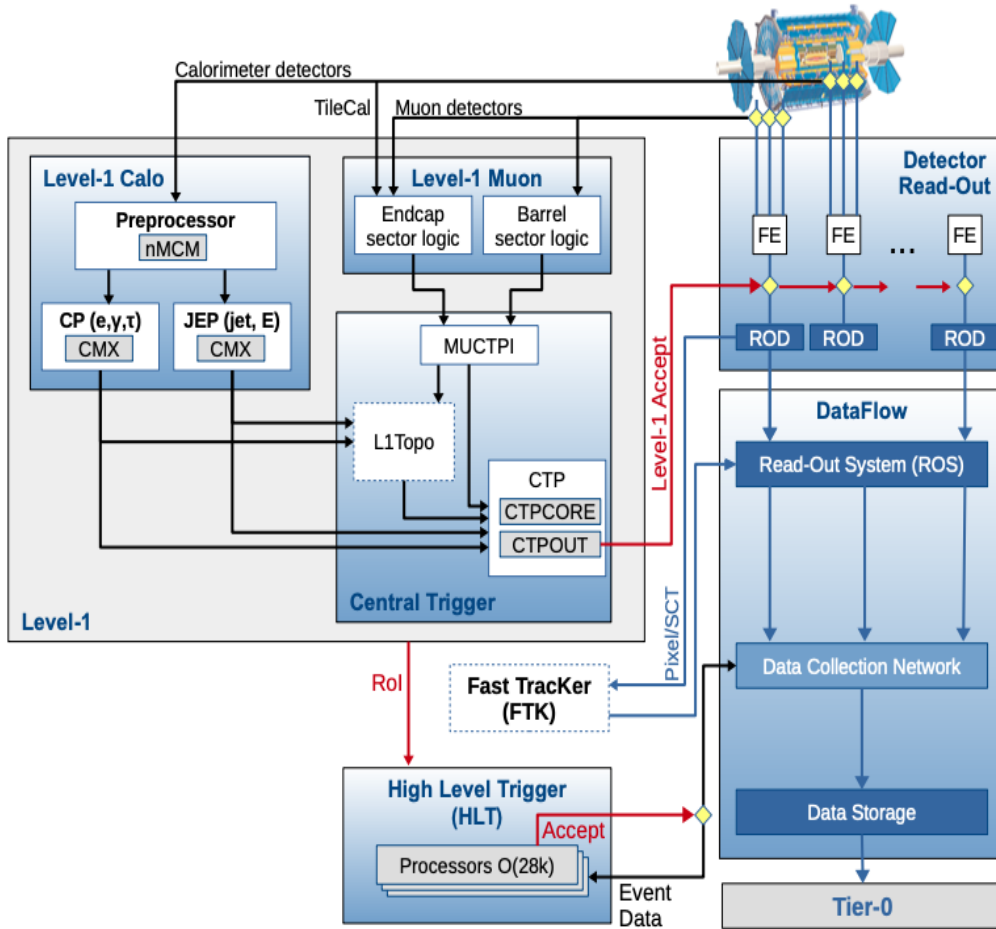 Calorimeter detectors
TileCal
Muon detectors
Level-1 Calo
Preprocessor
nMCM
CP (e,γ,τ)
CMX
JEP (jet, E)
CMX
Level-1 Muon
Endcap
sector logic
Barrel
sector logic
MUCTPI
L1Topo
CTP
CTPCORE
CTPOUT
Central Trigger
Level-1
Level-1 Accept
Detector
Read-Out
FE
FE
...
FE
ROD
ROD
ROD
DataFlow
Read-Out System (ROS)
Data Collection Network
Data Storage
Tier-0
Pixel/SCT
RoI
Fast TracKer
(FTK)
High Level Trigger
(HLT)
Accept
Processors O(28k)
Event
Data